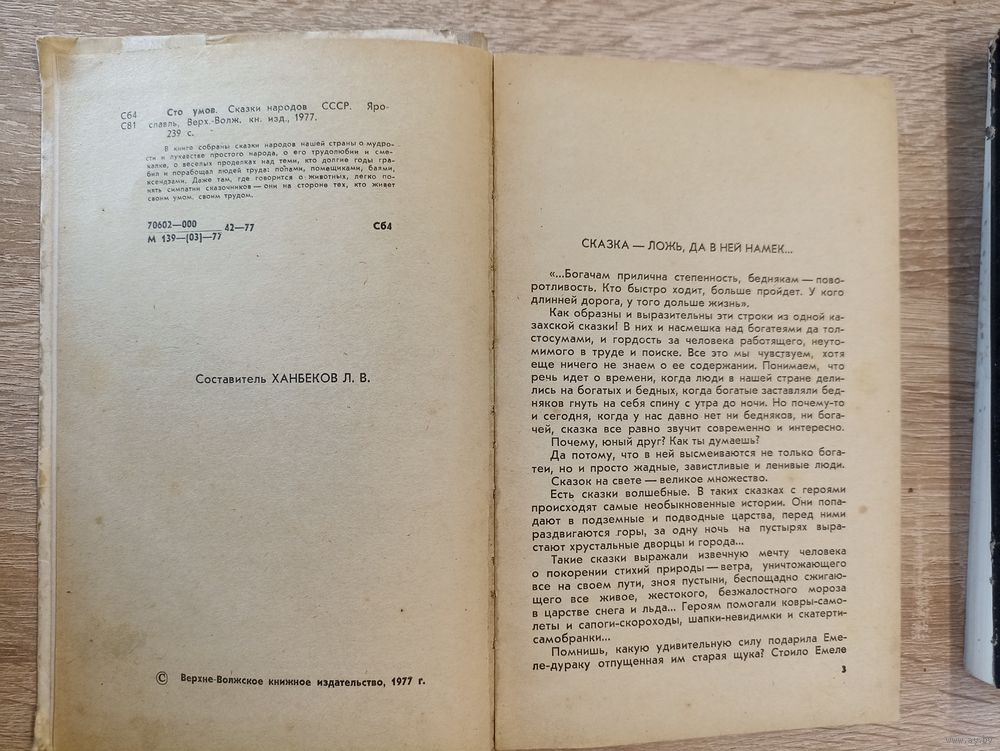 С64
С81
Сто умов. Сказки народов СССР. Яро-
славль, Верх.-Волж. кн. изд., 1977.
239 с.
В книге собраны сказки народов нашей страны о мудро-
сти и лукавстве простого народа, о его трудолюбии и сме-
калке, о веселых проделках над теми, кто долгие годы гра-
бил и порабощал людей труда: попами, помещиками, баями,
ксендзами. Даже там, где говорится о животных, легко по-
нять симпатии сказочников — они на стороне тех, кто живет
своим умом, своим трудом.
70602—000
М 139—(03)—77
42—77
С64
Составитель ХАНБЕКОВ Л. В.
© Верхне-Волжское книжное издательство, 1977 г.
СКАЗКА — ЛОЖЬ, ДА В НЕЙ НАМЕК...
«...Богачам прилична степенность, беднякам — пово-
ротливость. Кто быстро ходит, больше пройдет. У кого
длинней дорога, у того дольше жизнь».
Как образны и выразительны эти строки из одной ка-
захской сказки! В них и насмешка над богатеями да тол-
стосумами, и гордость за человека работящего, неуто-
мимого в труде и поиске. Все это мы чувствуем, хотя
еще ничего не знаем о ее содержании. Понимаем, что
речь идет о времени, когда люди в нашей стране дели-
лись на богатых и бедных, когда богатые заставляли бед-
няков гнуть на себя спину с утра до ночи. Но почему-то
и сегодня, когда у нас давно нет ни бедняков, ни бога-
чей, сказка все равно звучит современно и интересно.
Почему, юный друг? Как ты думаешь?
Да потому, что в ней высмеиваются не только бога-
теи, но и просто жадные, завистливые и ленивые люди.
Сказок на свете — великое множество.
Есть сказки волшебные. В таких сказках с героями
происходят самые необыкновенные истории. Они попа-
дают в подземные и подводные царства, перед ними
раздвигаются горы, за одну ночь на пустырях выра-
стают хрустальные дворцы и города...
Такие сказки выражали извечную мечту человека
о покорении стихий природы — ветра, уничтожающего
все на своем пути, зноя пустыни, беспощадно сжигаю-
щего все живое, жестокого, безжалостного мороза
в царстве снега и льда... Героям помогали ковры-само-
леты и сапоги-скороходы, шапки-невидимки и скатерти-
самобранки...
Помнишь, какую удивительную силу подарила Еме-
ле-дураку отпущенная им старая щука? Стоило Емеле
3
www.ay.by